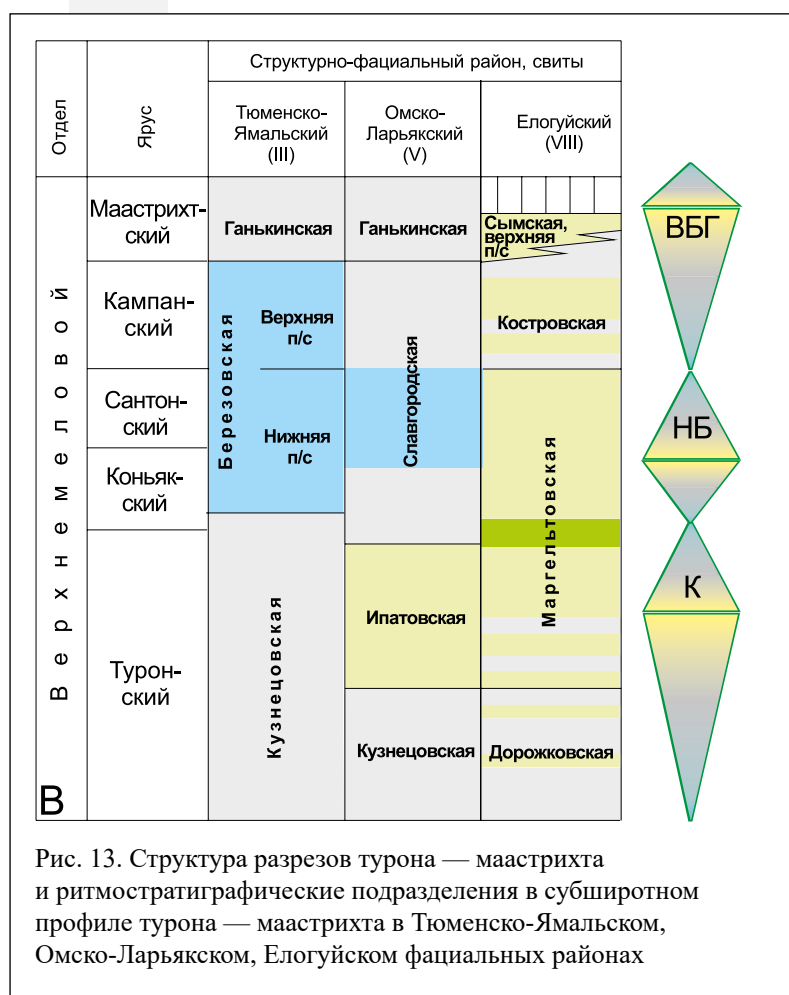 Структурно-фациальный район, свиты
Отдел
Ярус
Тюменско-
Ямальский
(III)
Омско-
Ларьякский
(V)
Елогуйский
(VIII)
Верхнемеловой
Маастрихт-
ский
Кампан-
ский
Сантон-
ский
Коньяк-
ский
Турон-
ский
Ганькинская
Березовская
Верхняя
п/с
Нижняя
п/с
Кузнецовская
Ганькинская
Славгородская
Ипатовская
Кузнецовская
Сымская,
верхняя
п/с
Костровская
Маргельтовская
Дорожковская
ВБГ
НБ
К
В
Рис. 13. Структура разрезов турона — маастрихта
и ритмостратиграфические подразделения в субширотном
профиле турона — маастрихта в Тюменско-Ямальском,
Омско-Ларьякском, Елогуйском фациальных районах